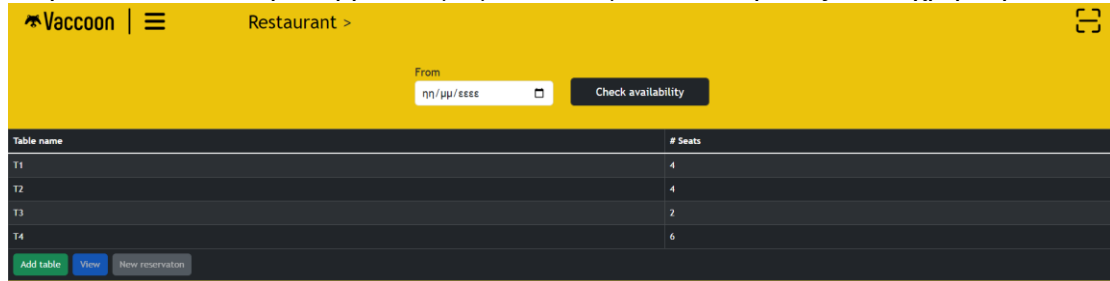 Vaccoon
Restaurant >
From
ηη/μμ/εεεε
Check availability
Table name # Seats
T1 4
T2 4
T3 2
T4 6
Add table View New reservaton